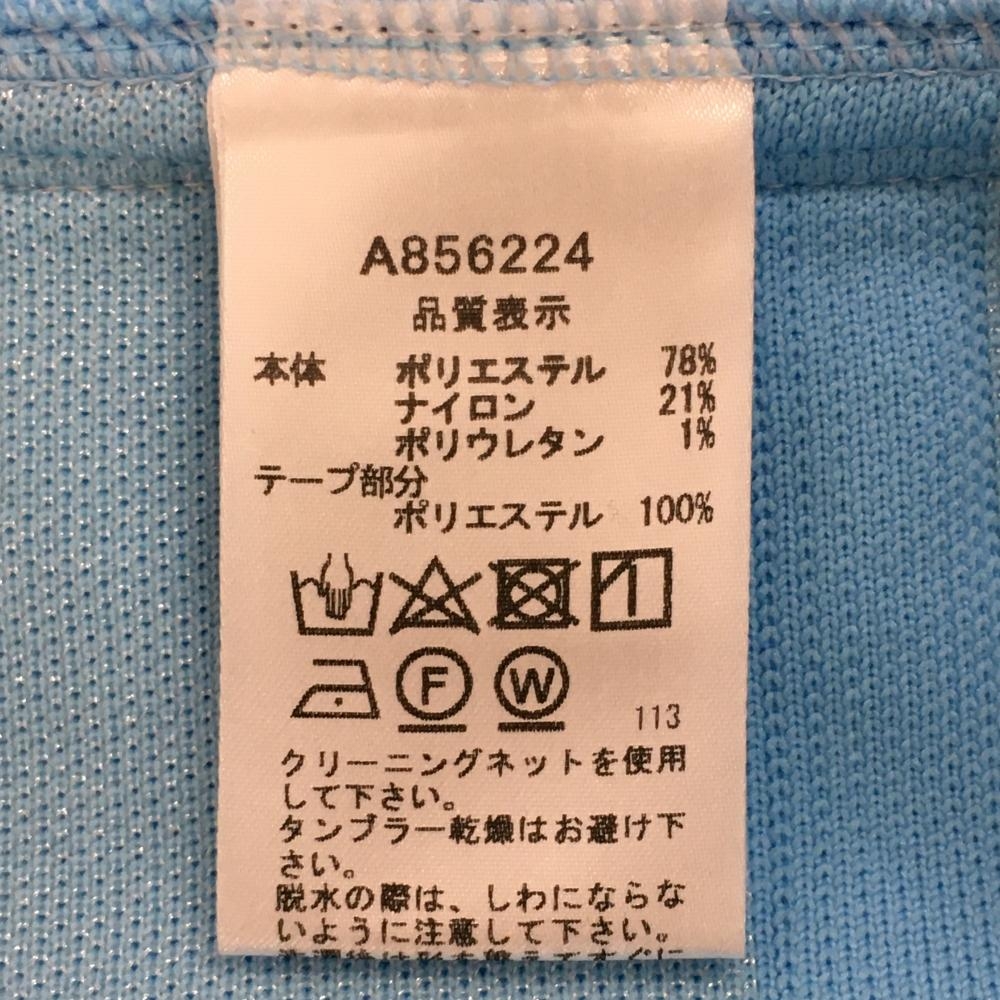 A856224
品質表示
本体 ポリエステル 78%
ナイロン 21%
ポリウレタン 1%
テープ部分
ポリエステル 100%
F W 113
クリーニングネットを使用
して下さい。
タンブラー乾燥はお避け下
さい。
脱水の際は、しわにならな
いように注意して下さい。